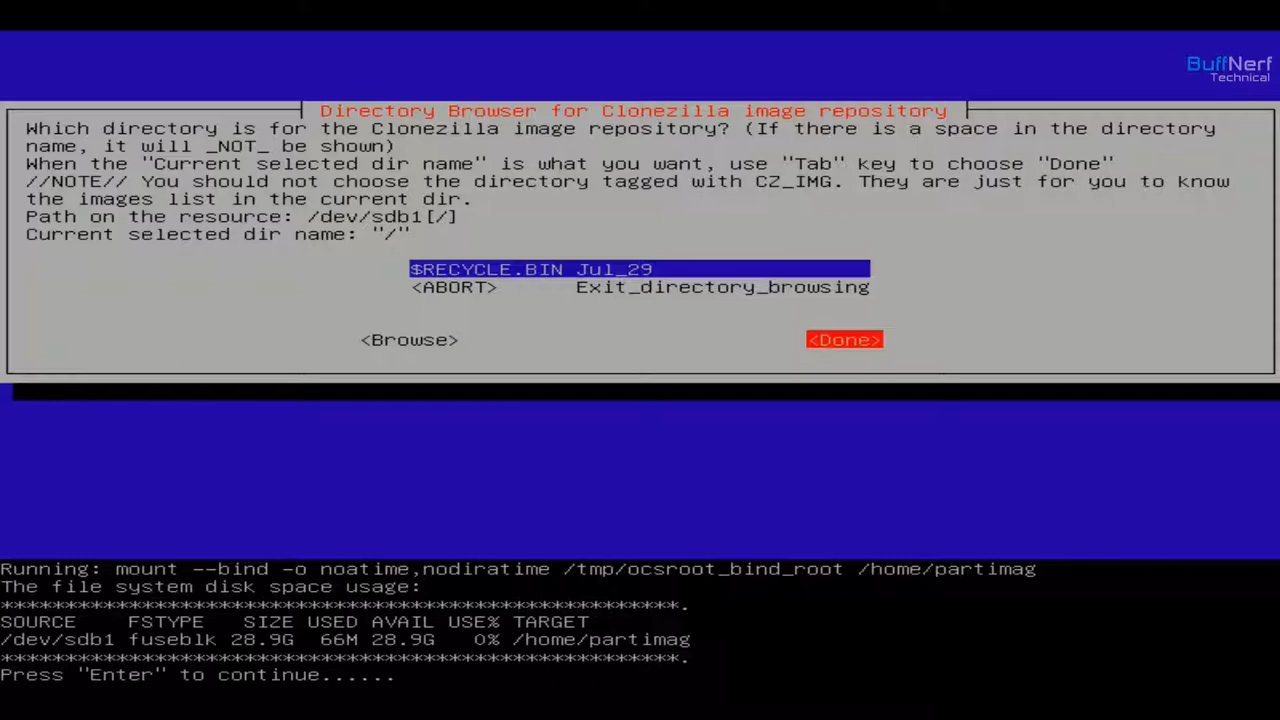 BuffNerf
Technical
Directory Browser for Clonezilla image repository
Which directory is for the Clonezilla image repository? (If there is a space in the directory
name, it will _NOT_ be shown)
When the "Current selected dir name" is what you want, use "Tab" key to choose "Done"
//NOTE// You should not choose the directory tagged with CZ_IMG. They are just for you to know
the images list in the current dir.
Path on the resource: /dev/sdb1[/]
Current selected dir name: "/"
$RECYCLE.BIN Jul_29
<ABORT> Exit_directory_browsing
<Browse> <Done>
Running: mount --bind -o noatime,nodiratime /tmp/ocsroot_bind_root /home/partimag
The file system disk space usage:
*****************************************************.
SOURCE FSTYPE SIZE USED AVAIL USE% TARGET
/dev/sdb1 fuseblk 28.9G 66M 28.9G 0% /home/partimag
*****************************************************.
Press "Enter" to continue......